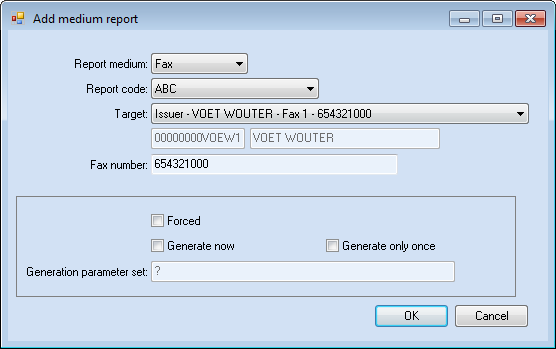 Add medium report
Report medium: Fax
Report code: ABC
Target: Issuer - VOET WOUTER - Fax 1 - 654321000
00000000VOEW1 VOET WOUTER
Fax number: 654321000
Forced
Generate now Generate only once
Generation parameter set: ?
OK Cancel